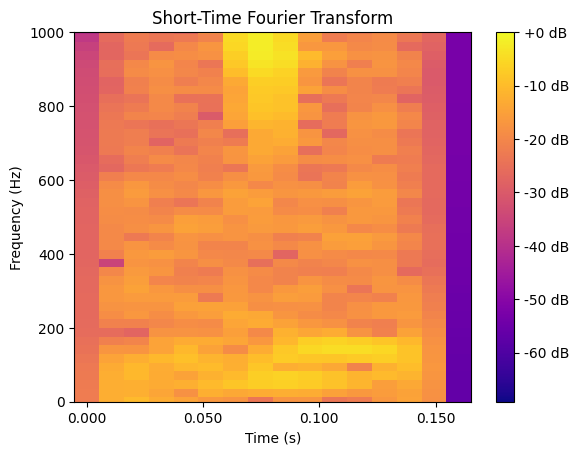 Short-Time Fourier Transform
Frequency (Hz)
1000
800
600
400
200
0
0.000
0.050
0.100
0.150
Time (s)
+0 dB
-10 dB
-20 dB
-30 dB
-40 dB
-50 dB
-60 dB